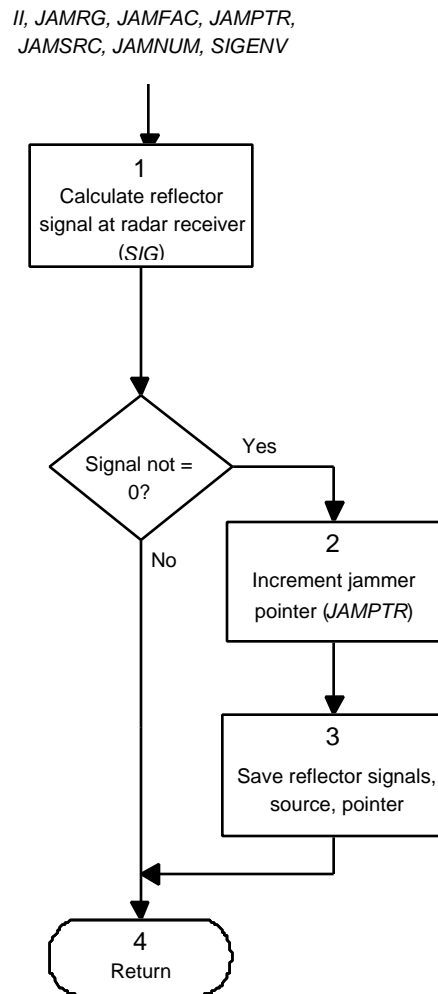 II, JAMRG, JAMFAC, JAMPTR,
JAMSRC, JAMNUM, SIGENV
1
Calculate reflector
signal at radar receiver
(SIG)
Signal not =
0?
Yes
No
2
Increment jammer
pointer (JAMPTR)
3
Save reflector signals,
source, pointer
4
Return